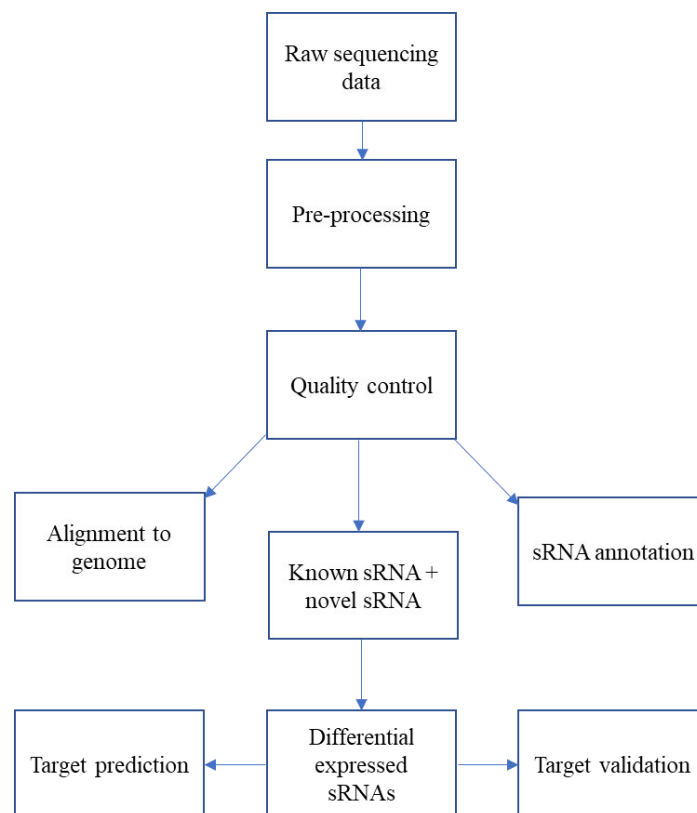 Raw sequencing
data
Pre-processing
Quality control
Alignment to
genome
Known sRNA +
novel sRNA
sRNA annotation
Target prediction
Differential
expressed
sRNAs
Target validation